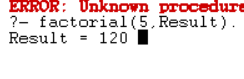 ERROR: Unknown procedure
?- factorial(5,Result).
Result = 120